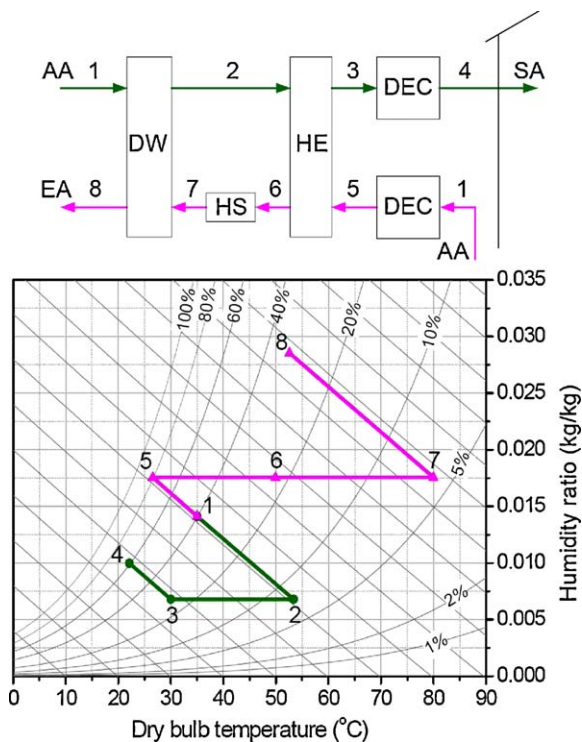 AA 1 2 3 DEC 4 SA
DW HE
EA 8 7 HS 6 5 DEC 1
AA
100% 80% 60% 40% 20% 10% 5% 2% 1%
8
5 6 7
1
4
3 2
0.035
0.030
0.025
0.020
0.015
0.010
0.005
0.000
Humidity ratio (kg/kg)
0 10 20 30 40 50 60 70 80 90
Dry bulb temperature (°C)